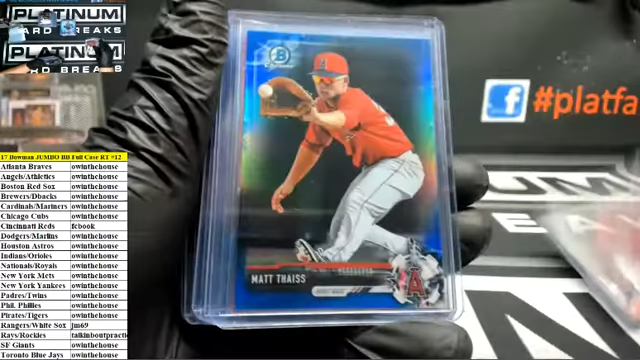 PLATINUM
ARD BREAKS
PLATINUM
ARD BREAKS
#platfa
17 Bowman JUMBO BB Full Case RT #12
Atlanta Braves owinthehouse
Angels/Athletics owinthehouse
Boston Red Sox owinthehouse
Brewers/Dbacks owinthehouse
Cardinals/Mariners owinthehouse
Chicago Cubs owinthehouse
Cincinnati Reds fcbook
Dodgers/Marlins owinthehouse
Houston Astros owinthehouse
Indians/Orioles owinthehouse
Nationals/Royals owinthehouse
New York Mets owinthehouse
New York Yankees owinthehouse
Padres/Twins owinthehouse
Phil. Phillies owinthehouse
Pirates/Tigers owinthehouse
Rangers/White Sox jm69
Rays/Rockies talkinboutpracti
SF Giants owinthehouse
Toronto Blue Jays owinthehouse
MATT THAISS